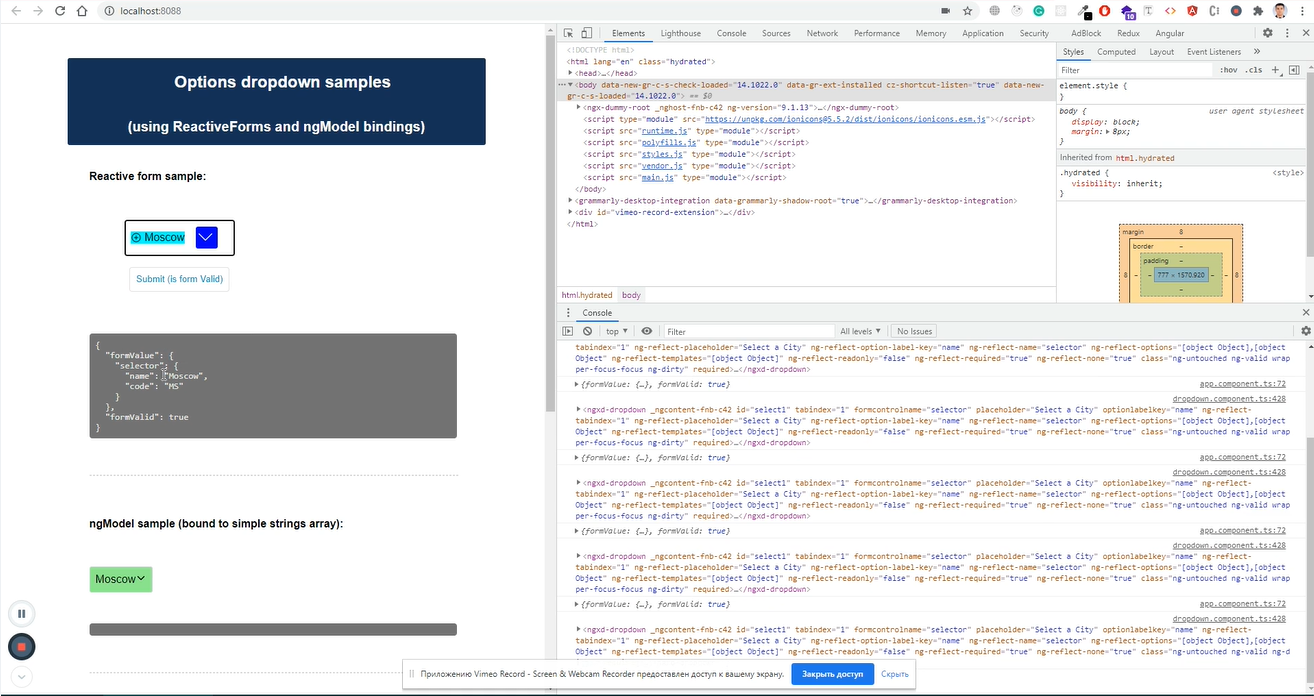 localhost:8088
10
Options dropdown samples
(using ReactiveForms and ngModel bindings)
Reactive form sample:
Moscow
Submit (is form Valid)
{
"formValue": {
"selector": {
"name": "Moscow",
"code": "MS"
}
},
"formValid": true
}
ngModel sample (bound to simple strings array):
Moscow
Elements Lighthouse Console Sources Network Performance Memory Application Security AdBlock Redux Angular
<!DOCTYPE html>
<html lang="en" class="hydrated">
<head>…</head>
<body data-new-gr-c-s-check-loaded="14.1022.0" data-gr-ext-installed cz-shortcut-listen="true" data-new-
gr-c-s-loaded="14.1022.0"> == $0
<ngx-dummy-root _nghost-fnb-c42 ng-version="9.1.13">…</ngx-dummy-root>
<script type="module" src="https://unpkg.com/ionicons@5.5.2/dist/ionicons/ionicons.esm.js"></script>
<script src="runtime.js" type="module"></script>
<script src="polyfills.js" type="module"></script>
<script src="styles.js" type="module"></script>
<script src="vendor.js" type="module"></script>
<script src="main.js" type="module"></script>
</body>
<grammarly-desktop-integration data-grammarly-shadow-root="true">…</grammarly-desktop-integration>
<div id="vimeo-record-extension">…</div>
</html>
html.hydrated body
Styles Computed Layout Event Listeners »
Filter :hov .cls +
element.style {
}
body { user agent stylesheet
display: block;
margin: 8px;
}
Inherited from html.hydrated
.hydrated { <style>
visibility: inherit;
}
margin 8
border –
padding –
8 – – 777 × 1570.920 – – 8
–
Console
top Filter All levels No Issues
tabindex="1" ng-reflect-placeholder="Select a City" ng-reflect-option-label-key="name" ng-reflect-name="selector" ng-reflect-options="[object Object],[object
Object" ng-reflect-templates="[object Object]" ng-reflect-readonly="false" ng-reflect-required="true" ng-reflect-none="true" class="ng-untouched ng-valid wrap
per-focus-focus ng-dirty" required>…</ngxd-dropdown>
{formValue: {…}, formValid: true} app.component.ts:72
dropdown.component.ts:428
<ngxd-dropdown _ngcontent-fnb-c42 id="select1" tabindex="1" formcontrolname="selector" placeholder="Select a City" optionlabelkey="name" ng-reflect-
tabindex="1" ng-reflect-placeholder="Select a City" ng-reflect-option-label-key="name" ng-reflect-name="selector" ng-reflect-options="[object Object],[object
Object" ng-reflect-templates="[object Object]" ng-reflect-readonly="false" ng-reflect-required="true" ng-reflect-none="true" class="ng-untouched ng-valid wrap
per-focus-focus ng-dirty" required>…</ngxd-dropdown>
{formValue: {…}, formValid: true} app.component.ts:72
dropdown.component.ts:428
<ngxd-dropdown _ngcontent-fnb-c42 id="select1" tabindex="1" formcontrolname="selector" placeholder="Select a City" optionlabelkey="name" ng-reflect-
tabindex="1" ng-reflect-placeholder="Select a City" ng-reflect-option-label-key="name" ng-reflect-name="selector" ng-reflect-options="[object Object],[object
Object" ng-reflect-templates="[object Object]" ng-reflect-readonly="false" ng-reflect-required="true" ng-reflect-none="true" class="ng-untouched ng-valid wrap
per-focus-focus ng-dirty" required>…</ngxd-dropdown>
{formValue: {…}, formValid: true} app.component.ts:72
dropdown.component.ts:428
<ngxd-dropdown _ngcontent-fnb-c42 id="select1" tabindex="1" formcontrolname="selector" placeholder="Select a City" optionlabelkey="name" ng-reflect-
tabindex="1" ng-reflect-placeholder="Select a City" ng-reflect-option-label-key="name" ng-reflect-name="selector" ng-reflect-options="[object Object],[object
Object" ng-reflect-templates="[object Object]" ng-reflect-readonly="false" ng-reflect-required="true" ng-reflect-none="true" class="ng-untouched ng-valid wrap
per-focus-focus ng-dirty" required>…</ngxd-dropdown>
{formValue: {…}, formValid: true} app.component.ts:72
dropdown.component.ts:428
<ngxd-dropdown _ngcontent-fnb-c42 id="select1" tabindex="1" formcontrolname="selector" placeholder="Select a City" optionlabelkey="name" ng-reflect-
tabindex="1" ng-reflect-placeholder="Select a City" ng-reflect-option-label-key="name" ng-reflect-name="selector" ng-reflect-options="[object Object],[object
Object" ng-reflect-templates="[object Object]" ng-reflect-readonly="false" ng-reflect-required="true" ng-reflect-none="true" class="ng-untouched ng-valid wrap
Приложению Vimeo Record - Screen & Webcam Recorder предоставлен доступ к вашему экрану. Закрыть доступ Скрыть